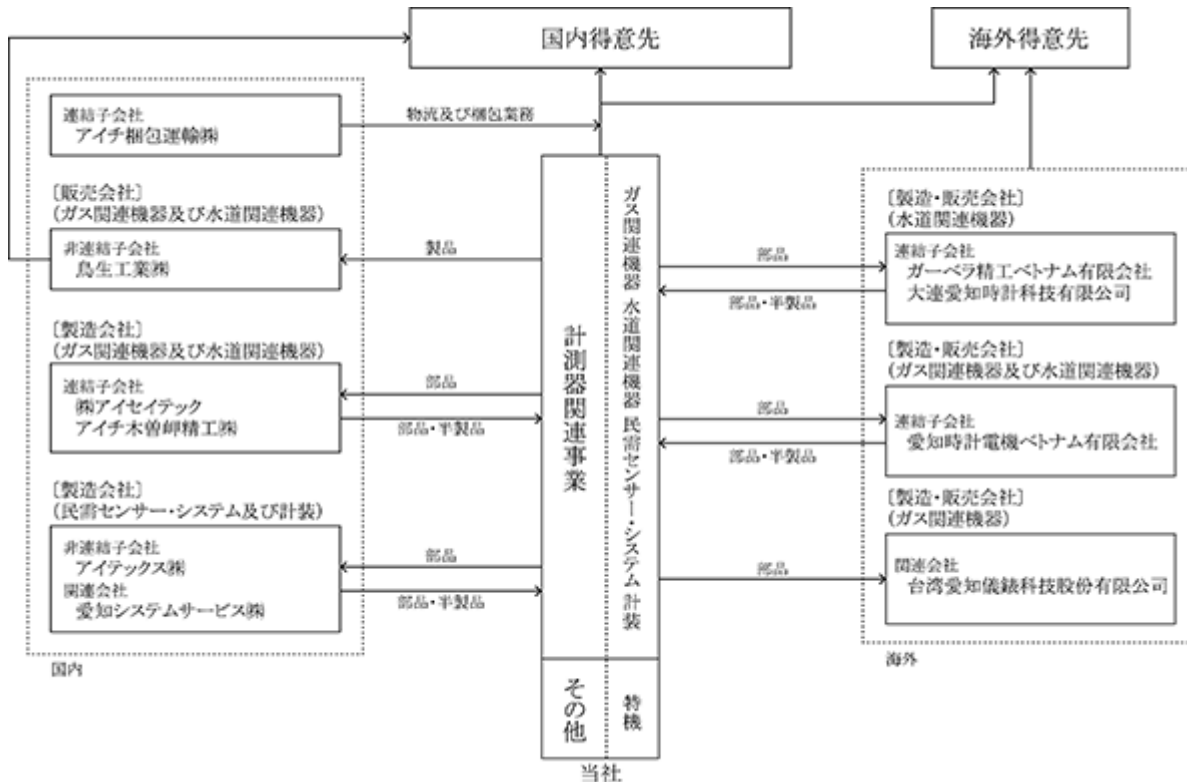 国内得意先
海外得意先
連結子会社
アイチ梱包運輸㈱
物流及び梱包業務
〔販売会社〕
(ガス関連機器及び水道関連機器)
非連結子会社
鳥生工業㈱
製品
〔製造会社〕
(ガス関連機器及び水道関連機器)
連結子会社
㈱アイセイテック
アイチ木曽岬精工㈱
部品
部品・半製品
〔製造会社〕
(民需センサー・システム及び計装)
非連結子会社
アイテックス㈱
関連会社
愛知システムサービス㈱
部品
部品・半製品
国内
計測器関連事業
ガス関連機器 水道関連機器 民需センサー・システム 計装
その他
特機
当社
〔製造・販売会社〕
(水道関連機器)
連結子会社
ガーベラ精工ベトナム有限会社
大連愛知時計科技有限公司
部品
部品・半製品
〔製造・販売会社〕
(ガス関連機器及び水道関連機器)
連結子会社
愛知時計電機ベトナム有限会社
部品
部品・半製品
〔製造・販売会社〕
(ガス関連機器)
関連会社
台湾愛知儀錶科技股份有限公司
部品
海外